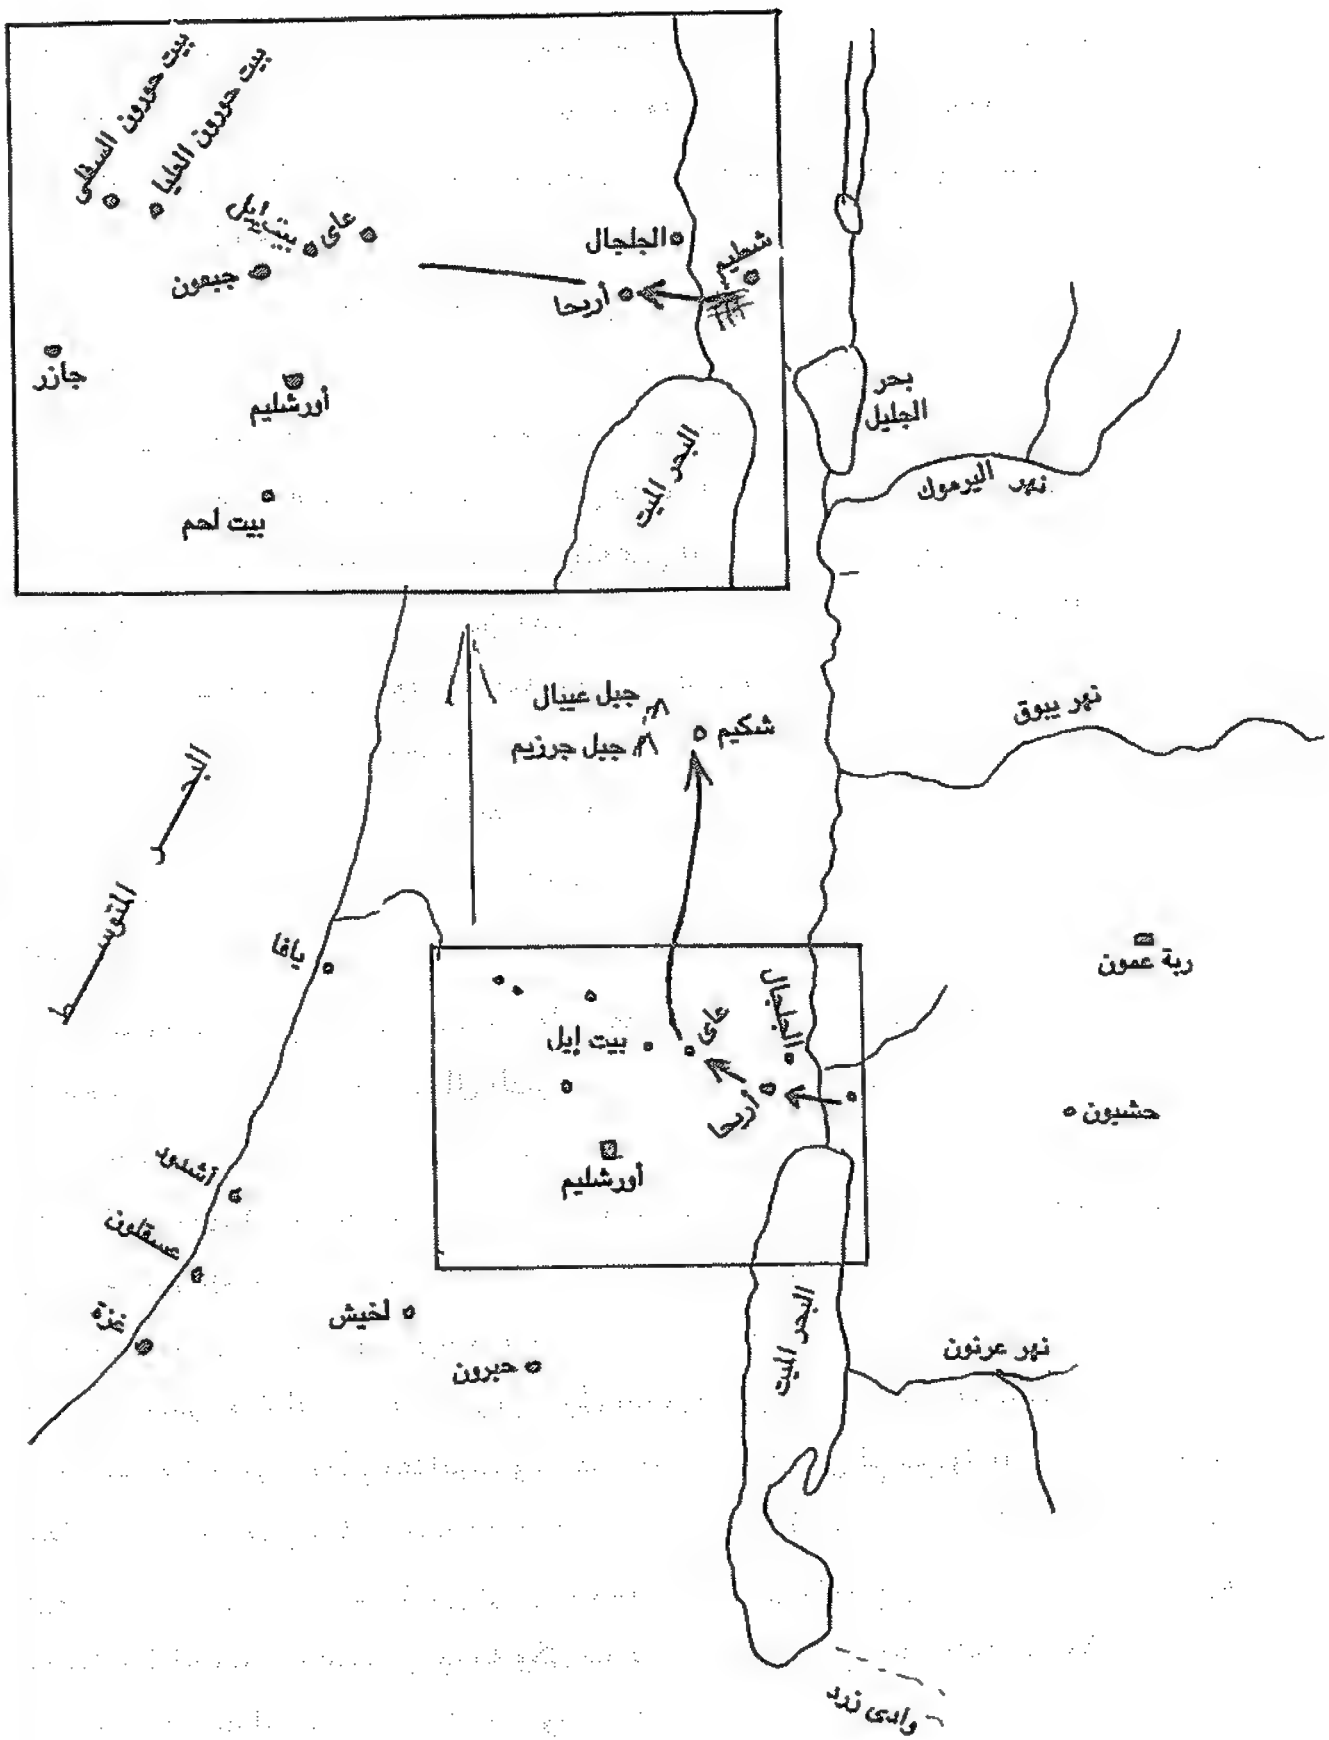 بيت حورون السفلى
بيت حورون العليا
بيت إيل
عاى
جبعون
الجلجال
شطيم
أريحا
جازر
أورشليم
البحر الميت
بيت لحم
بحر
الجليل
نهر اليرموك
جبل عيبال
جبل جرزيم
شكيم
نهر يبوق
البحر
المتوسط
يافا
ربة عمون
الجلجال
عاى
بيت إيل
أريحا
حشبون
أورشليم
أشدود
عسقلون
غزة
لخيش
حبرون
البحر الميت
نهر عرنون
وادى زرد